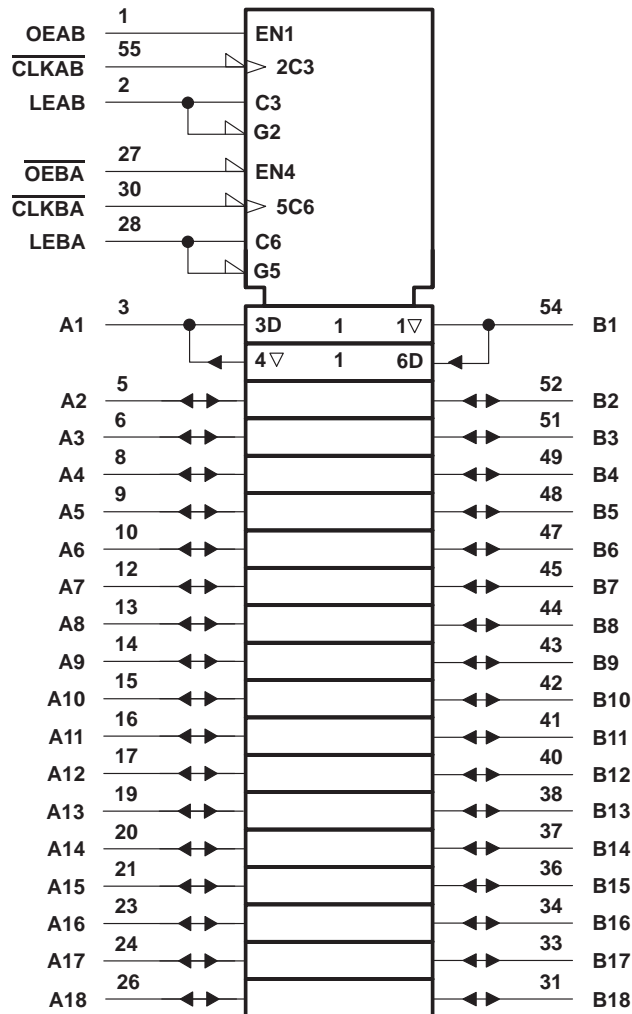 OEAB 1 EN1
CLKAB 55 2C3
LEAB 2 C3
G2
OEBA 27 EN4
CLKBA 30 5C6
LEBA 28 C6
G5
A1 3 3D 1 1▽ 54 B1
4▽ 1 6D
A2 5 52 B2
A3 6 51 B3
A4 8 49 B4
A5 9 48 B5
A6 10 47 B6
A7 12 45 B7
A8 13 44 B8
A9 14 43 B9
A10 15 42 B10
A11 16 41 B11
A12 17 40 B12
A13 19 38 B13
A14 20 37 B14
A15 21 36 B15
A16 23 34 B16
A17 24 33 B17
A18 26 31 B18